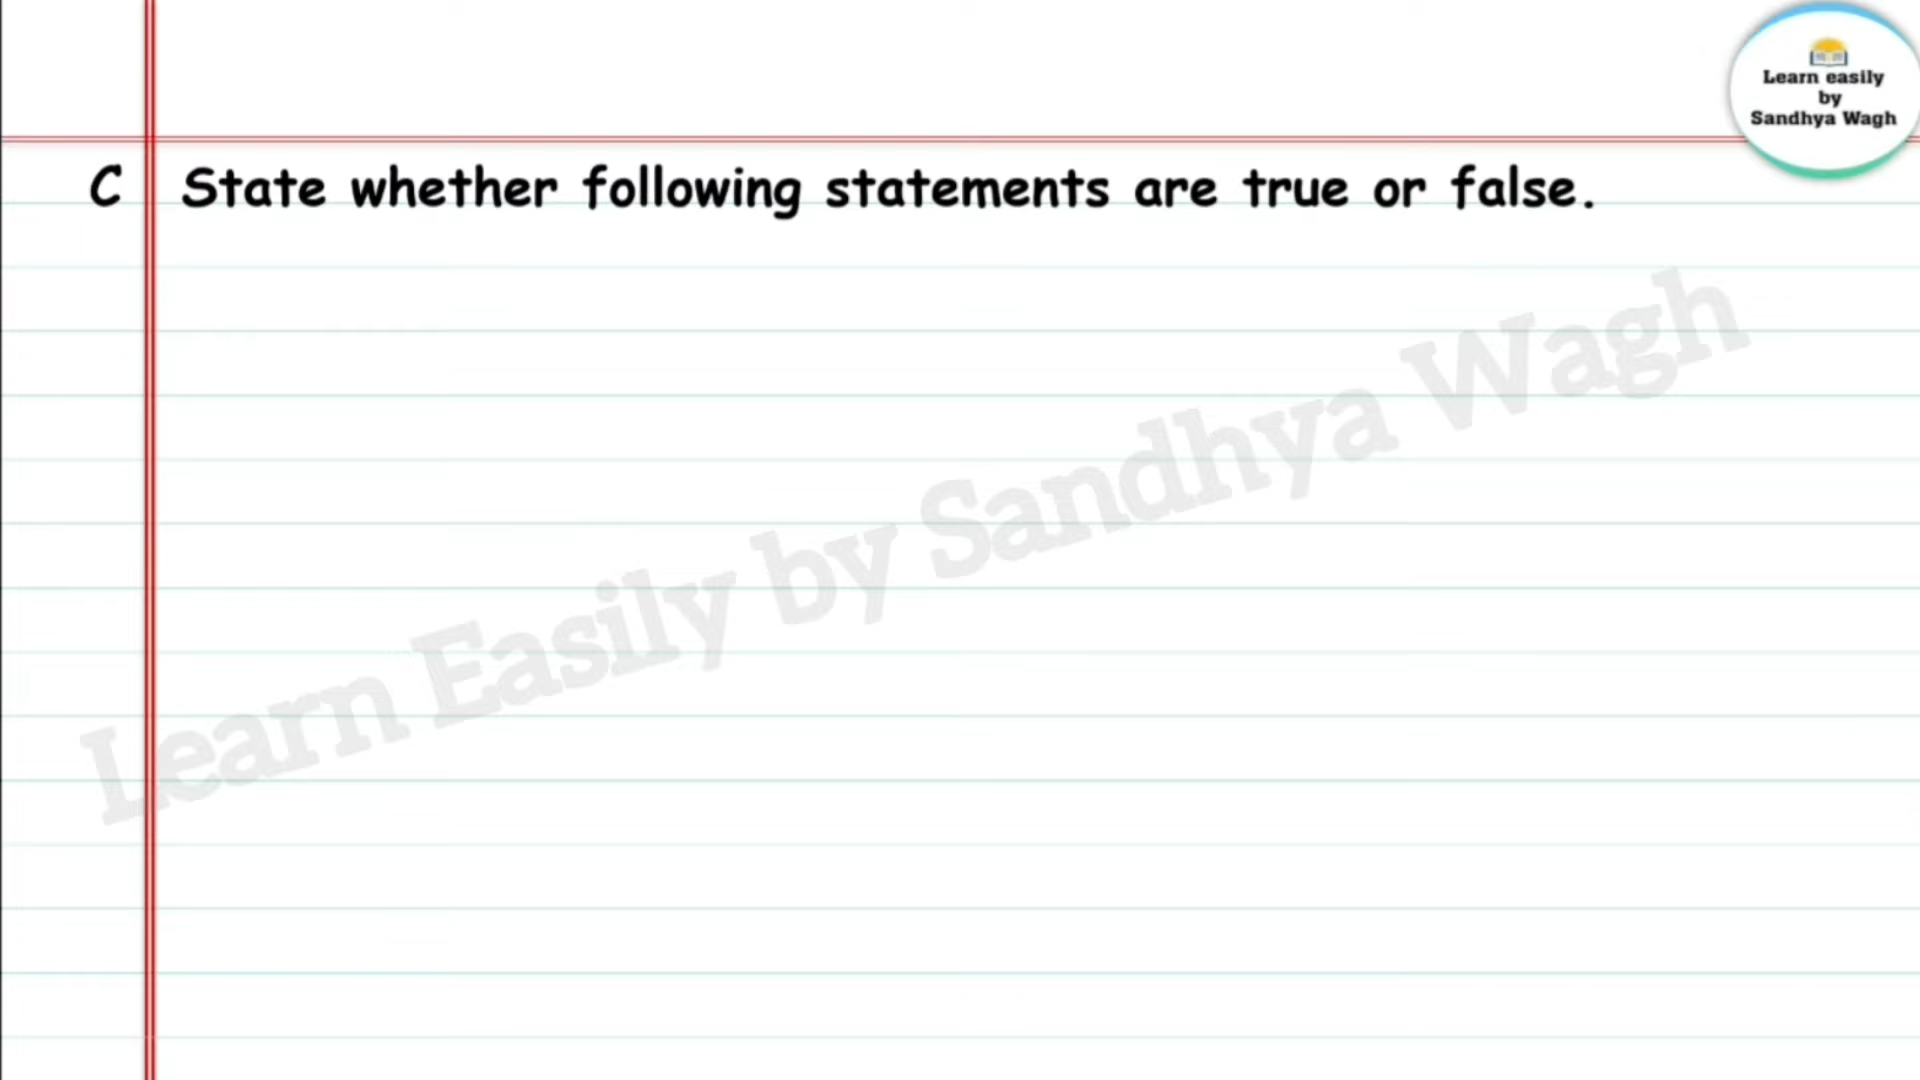 Learn easily
by
Sandhya Wagh
C State whether following statements are true or false.
Learn Easily by Sandhya Wagh